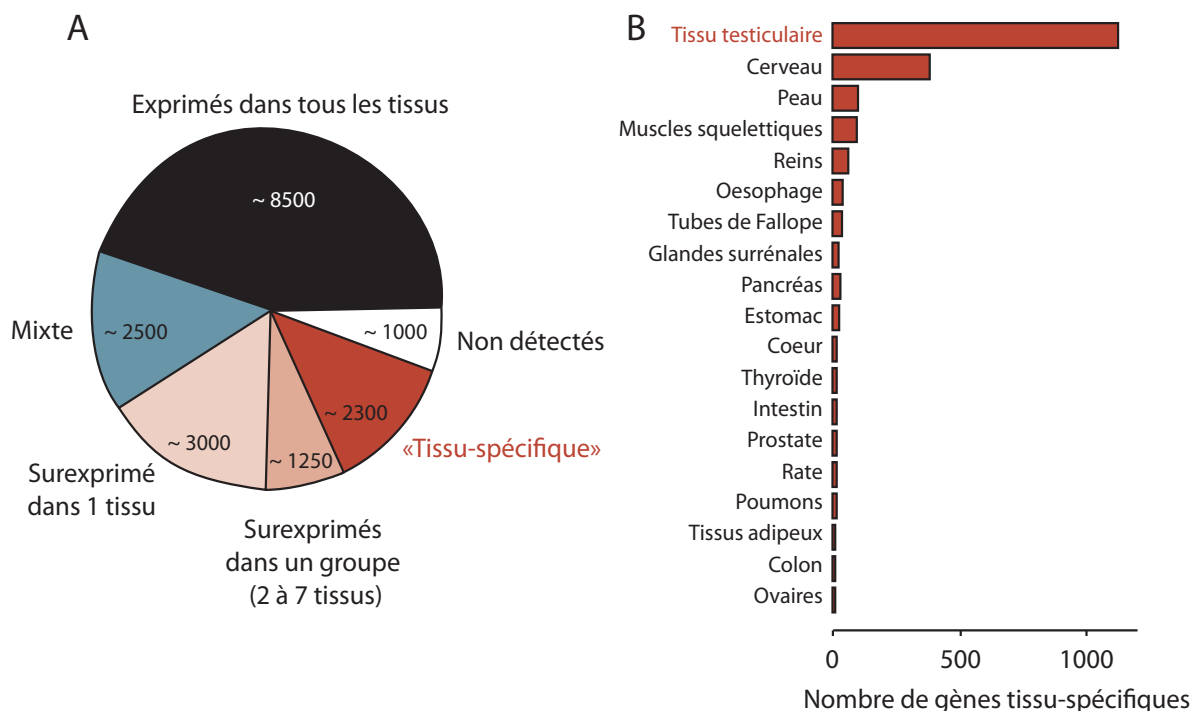 A
Exprimés dans tous les tissus
~ 8500
Mixte
~ 2500
~ 1000
Non détectés
~ 2300
«Tissu-spécifique»
~ 3000
~ 1250
Surexprimé
dans 1 tissu
Surexprimés
dans un groupe
(2 à 7 tissus)
B
Tissu testiculaire
Cerveau
Peau
Muscles squelettiques
Reins
Oesophage
Tubes de Fallope
Glandes surrénales
Pancréas
Estomac
Coeur
Thyroïde
Intestin
Prostate
Rate
Poumons
Tissus adipeux
Colon
Ovaires
0 500 1000
Nombre de gènes tissu-spécifiques